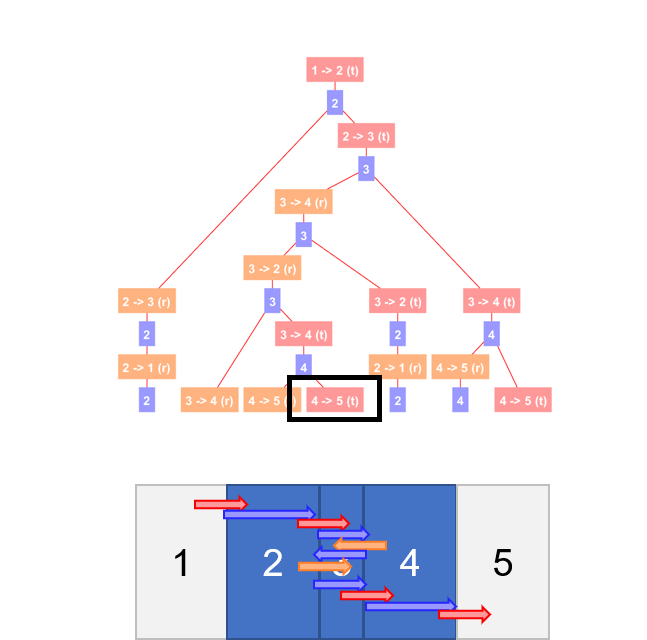 1 -> 2 (t)
2
2 -> 3 (t)
3
3 -> 4 (r)
3
3 -> 2 (r)
2 -> 3 (r) 3 3 -> 2 (t) 3 -> 4 (t)
2 3 -> 4 (t) 2 4
2 -> 1 (r) 4 2 -> 1 (r) 4 -> 5 (r)
2 3 -> 4 (r) 4 -> 5 4 -> 5 (t) 2 4 4 -> 5 (t)
1 2 3 4 5